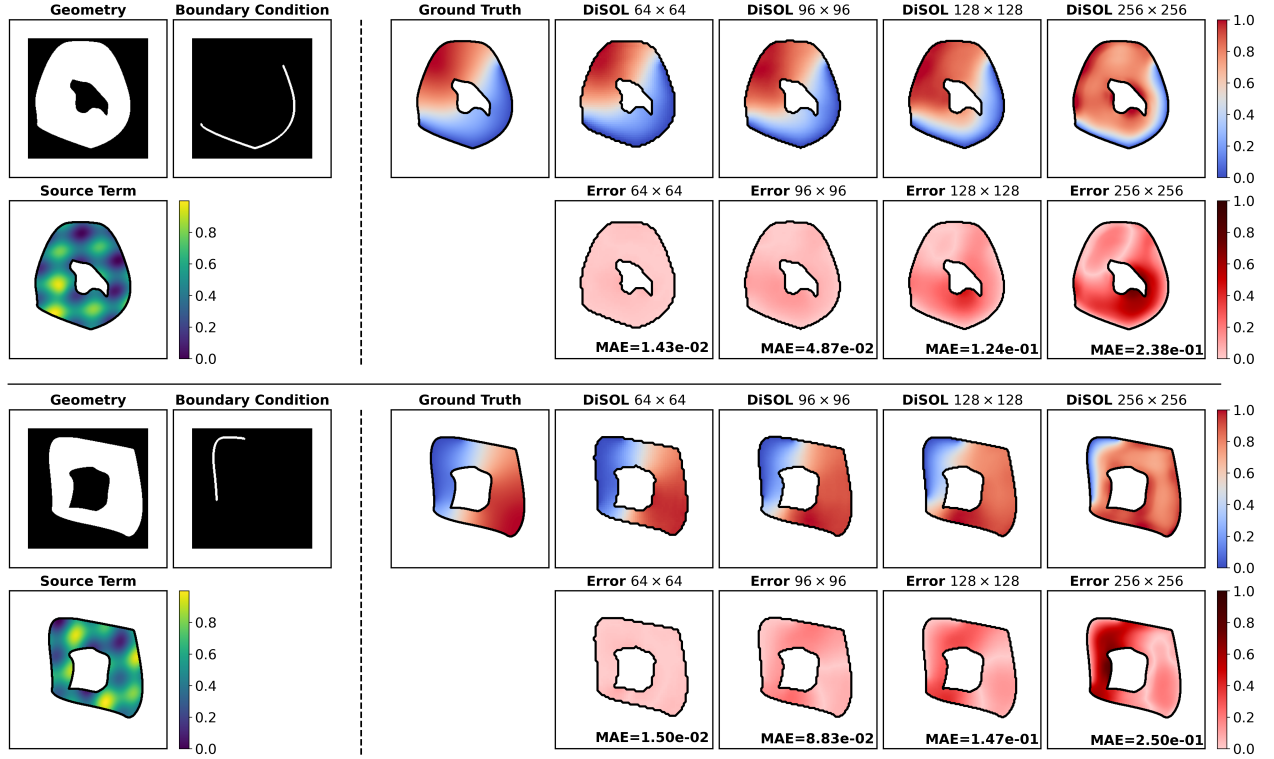 Geometry
Boundary Condition
Ground Truth
DiSOL 64 × 64
DiSOL 96 × 96
DiSOL 128 × 128
DiSOL 256 × 256
1.0
0.8
0.6
0.4
0.2
0.0
Source Term
0.8
0.6
0.4
0.2
0.0
Error 64 × 64
Error 96 × 96
Error 128 × 128
Error 256 × 256
MAE=1.43e-02
MAE=4.87e-02
MAE=1.24e-01
MAE=2.38e-01
1.0
0.8
0.6
0.4
0.2
0.0
Geometry
Boundary Condition
Ground Truth
DiSOL 64 × 64
DiSOL 96 × 96
DiSOL 128 × 128
DiSOL 256 × 256
1.0
0.8
0.6
0.4
0.2
0.0
Source Term
0.8
0.6
0.4
0.2
0.0
Error 64 × 64
Error 96 × 96
Error 128 × 128
Error 256 × 256
MAE=1.50e-02
MAE=8.83e-02
MAE=1.47e-01
MAE=2.50e-01
1.0
0.8
0.6
0.4
0.2
0.0